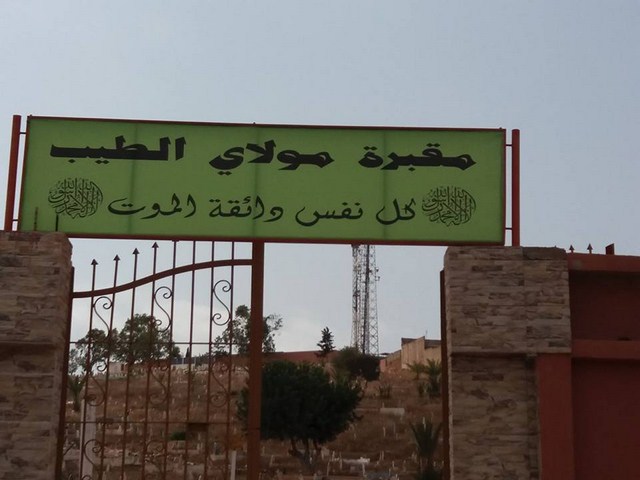 مقبرة مولاي الطيب
كل نفس دائقة الموت